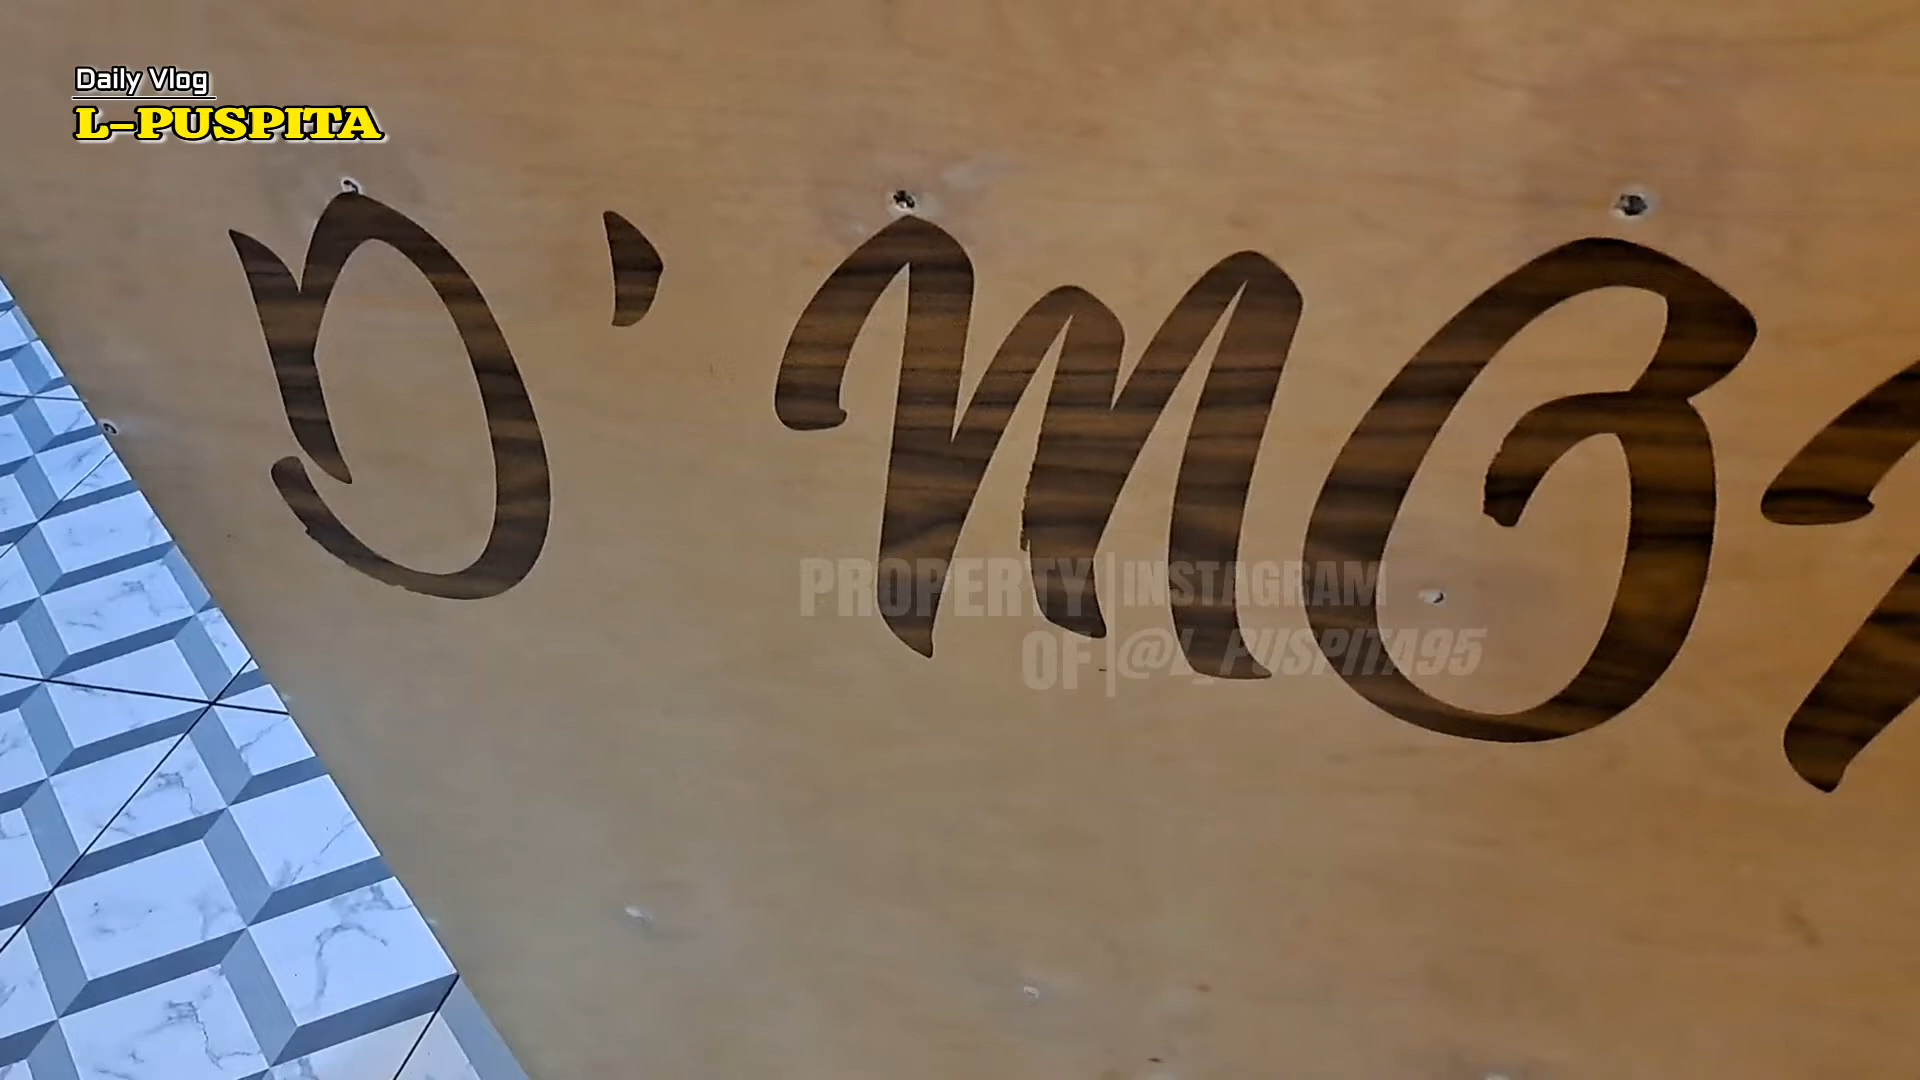 Daily Vlog
L-PUSPITA
D'MB
PROPERTY OF
INSTAGRAM
@L_PUSPITA95